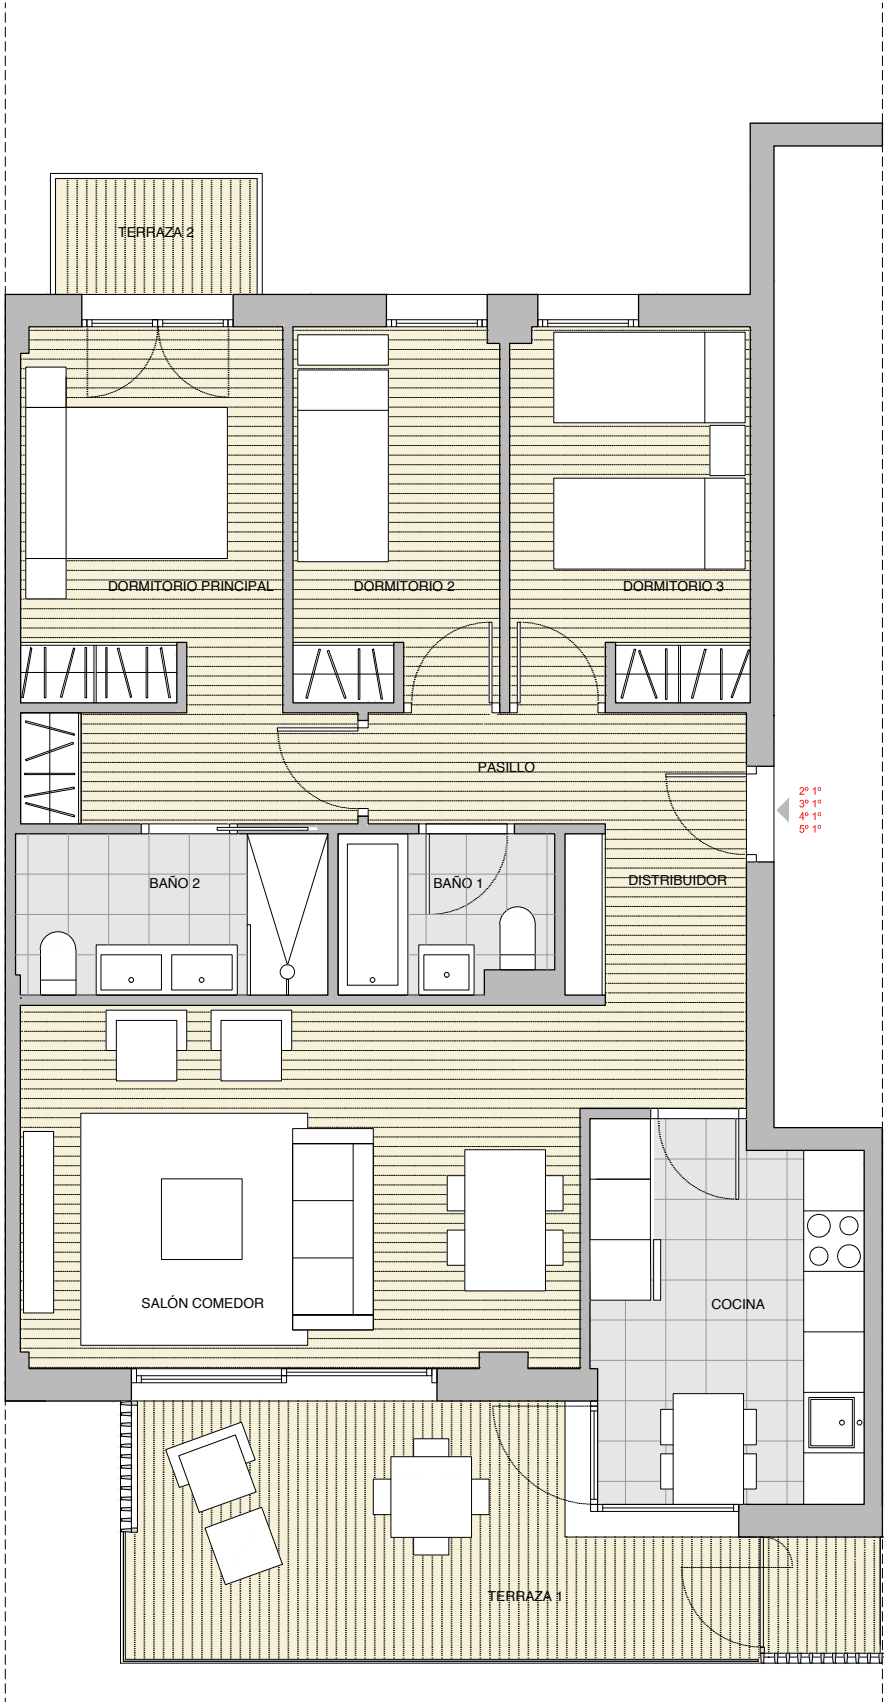 TERRAZA 2
DORMITORIO PRINCIPAL
DORMITORIO 2
DORMITORIO 3
PASILLO
2º 1º
3º 1º
4º 1º
5º 1º
BAÑO 2
BAÑO 1
DISTRIBUIDOR
SALÓN COMEDOR
COCINA
TERRAZA 1